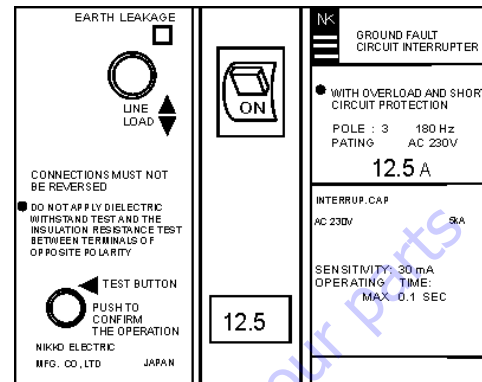 EARTH LEAKAGE
LINE
LOAD
CONNECTIONS MUST NOT
BE REVERSED
DO NOT APPLY DIELECTRIC
WITHSTAND TEST AND THE
INSULATION RESISTANCE TEST
BETWEEN TERMINALS OF
OPPOSITE POLARITY
TEST BUTTON
PUSH TO
CONFIRM
THE OPERATION
NIKKO ELECTRIC
MFG. CO, LTD JAPAN
ON
12.5
NK
GROUND FAULT
CIRCUIT INTERRUPTER
WITH OVERLOAD AND SHORT
CIRCUIT PROTECTION
POLE : 3 180 Hz
PATING AC 230V
12.5 A
INTERRUP.CAP
AC 230V 5kA
SENSITIVITY: 30 mA
OPERATING TIME:
MAX 0.1 SEC
our parts